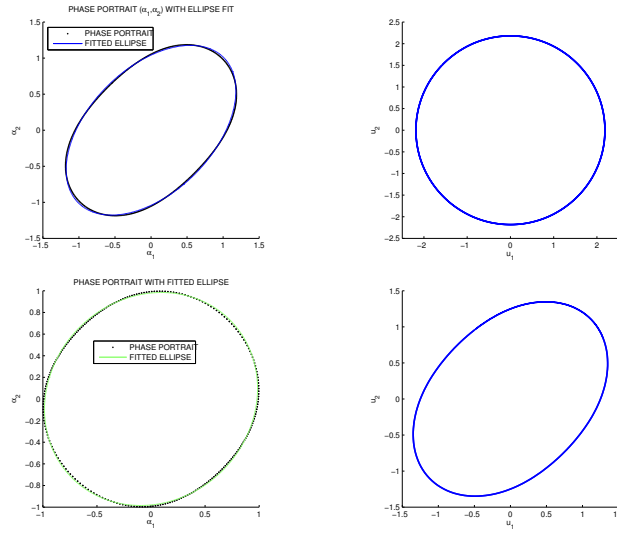 PHASE PORTRAIT (α₁,α₂) WITH ELLIPSE FIT
PHASE PORTRAIT
FITTED ELLIPSE
1.5
1
0.5
0
−0.5
−1
−1.5
α₂
−1.5 −1 −0.5 0 0.5 1 1.5
α₁
2.5
2
1.5
1
0.5
0
−0.5
−1
−1.5
−2
−2.5
u₂
−2 −1 0 1 2
u₁
PHASE PORTRAIT WITH FITTED ELLIPSE
PHASE PORTRAIT
FITTED ELLIPSE
1
0.8
0.6
0.4
0.2
0
−0.2
−0.4
−0.6
−0.8
−1
α₂
−1 −0.5 0 0.5 1
α₁
1.5
1
0.5
0
−0.5
−1
−1.5
u₂
−1.5 −1 −0.5 0 0.5 1
u₁